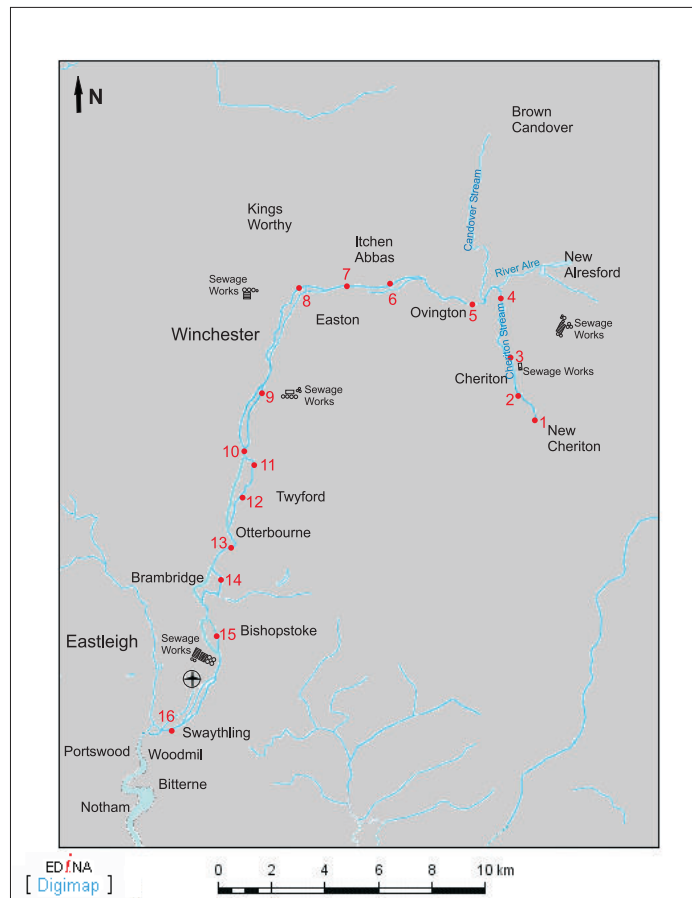 N
Brown
Candover
Candover Stream
Kings
Worthy
Itchen
Abbas
River Alre
New
Alresford
Sewage
Works
7
8
6
Easton
Ovington
5
4
Sewage
Works
Winchester
Cheriton Stream
3
Cheriton
Sewage Works
2
9
Sewage
Works
1
New
Cheriton
10
11
12
Twyford
Otterbourne
13
Brambridge
14
15
Bishopstoke
Eastleigh
Sewage
Works
16
Swaythling
Portswood
Woodmil
Bitterne
Notham
EDINA
[ Digimap ]
0 2 4 6 8 10 km